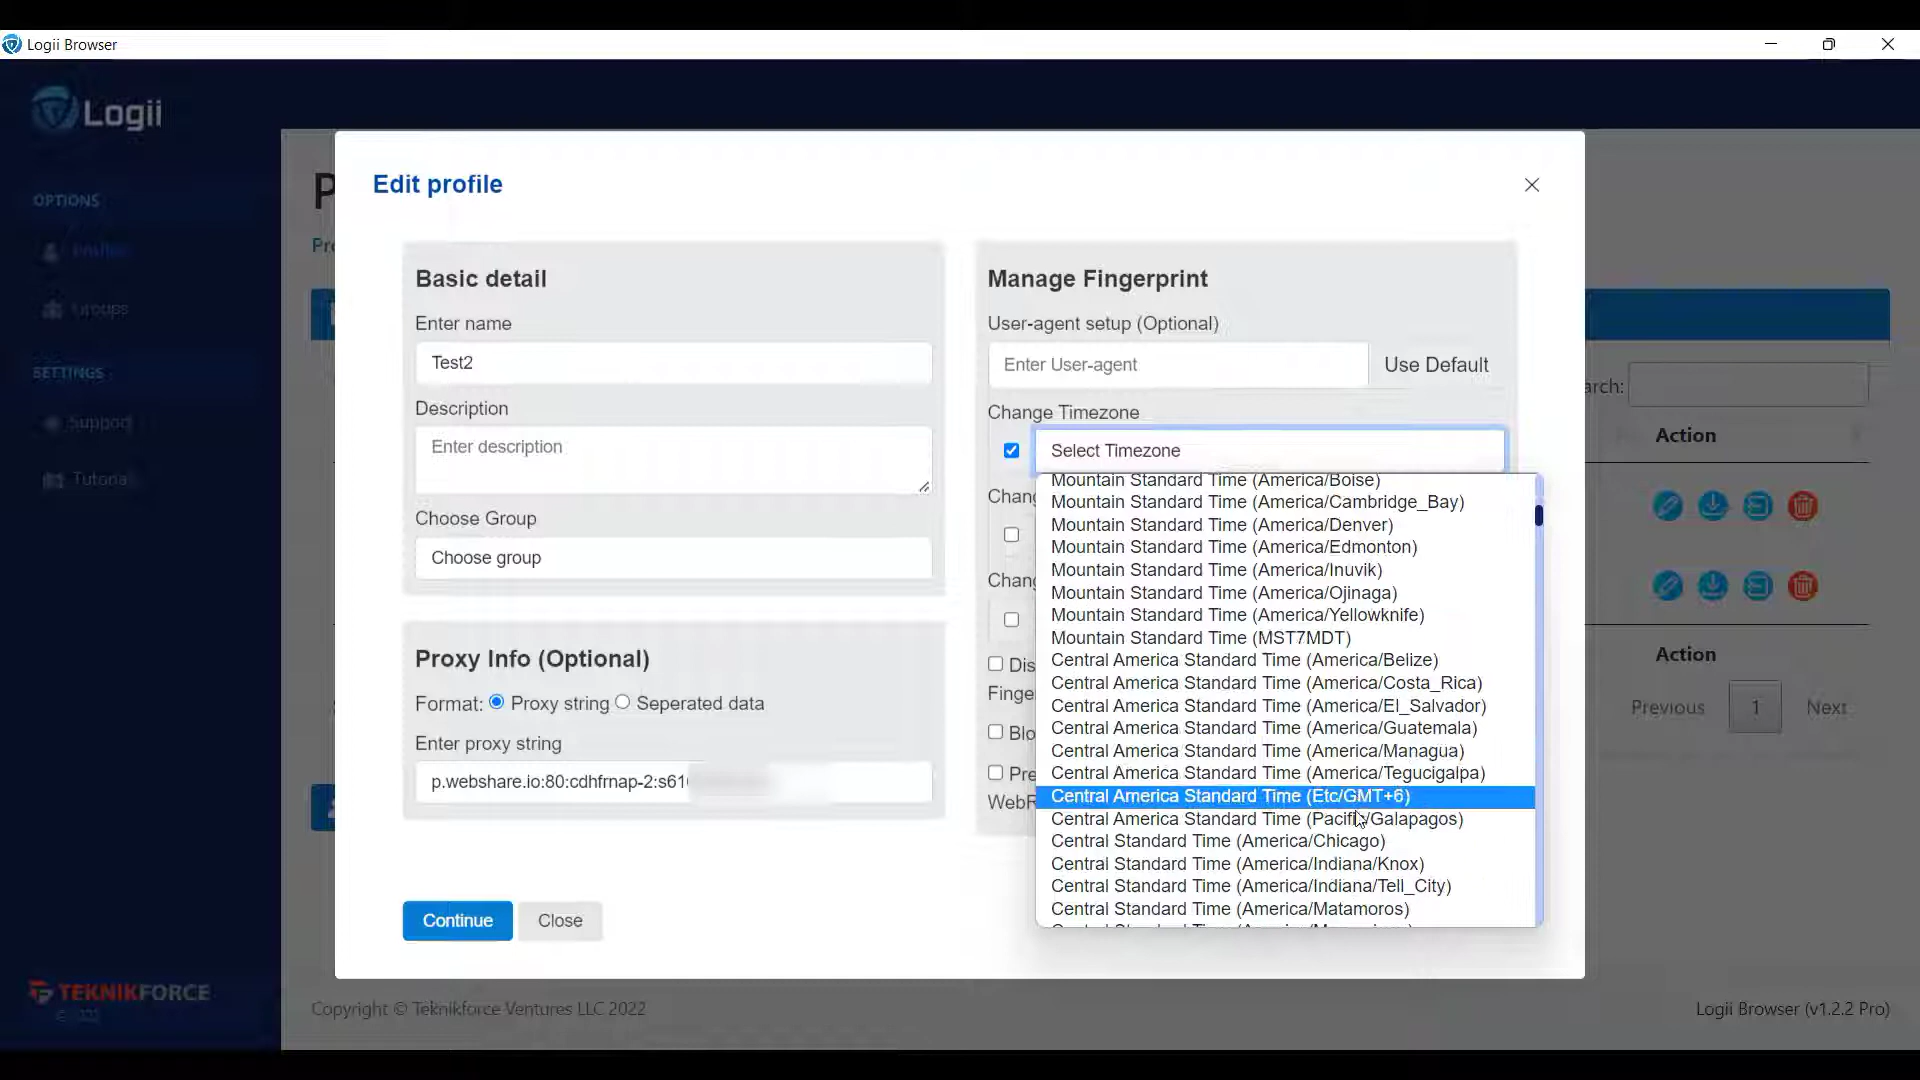 Logii Browser
Logii
OPTIONS
Profile
Groups
SETTINGS
Support
Tutorial
TEKNIKFORCE
Edit profile
Basic detail
Enter name
Test2
Description
Enter description
Choose Group
Choose group
Proxy Info (Optional)
Format: Proxy string Seperated data
Enter proxy string
p.webshare.io:80:cdhfrnap-2:s61
Continue
Close
Manage Fingerprint
User-agent setup (Optional)
Enter User-agent
Use Default
Change Timezone
Select Timezone
Mountain Standard Time (America/Boise)
Mountain Standard Time (America/Cambridge_Bay)
Mountain Standard Time (America/Denver)
Mountain Standard Time (America/Edmonton)
Mountain Standard Time (America/Inuvik)
Mountain Standard Time (America/Ojinaga)
Mountain Standard Time (America/Yellowknife)
Mountain Standard Time (MST7MDT)
Central America Standard Time (America/Belize)
Central America Standard Time (America/Costa_Rica)
Central America Standard Time (America/El_Salvador)
Central America Standard Time (America/Guatemala)
Central America Standard Time (America/Managua)
Central America Standard Time (America/Tegucigalpa)
Central America Standard Time (Etc/GMT+6)
Central America Standard Time (Pacific/Galapagos)
Central Standard Time (America/Chicago)
Central Standard Time (America/Indiana/Knox)
Central Standard Time (America/Indiana/Tell_City)
Central Standard Time (America/Matamoros)
Chang
Chang
Dis
Finge
Blo
Pre
WebR
P
Pr
arch:
Action
Action
Previous
1
Next
Copyright © Teknikforce Ventures LLC 2022
Logii Browser (v1.2.2 Pro)